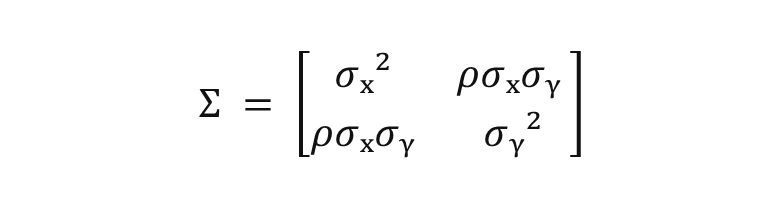 Σ = [ σₓ² ρσₓσᵧ
ρσₓσᵧ σᵧ² ]